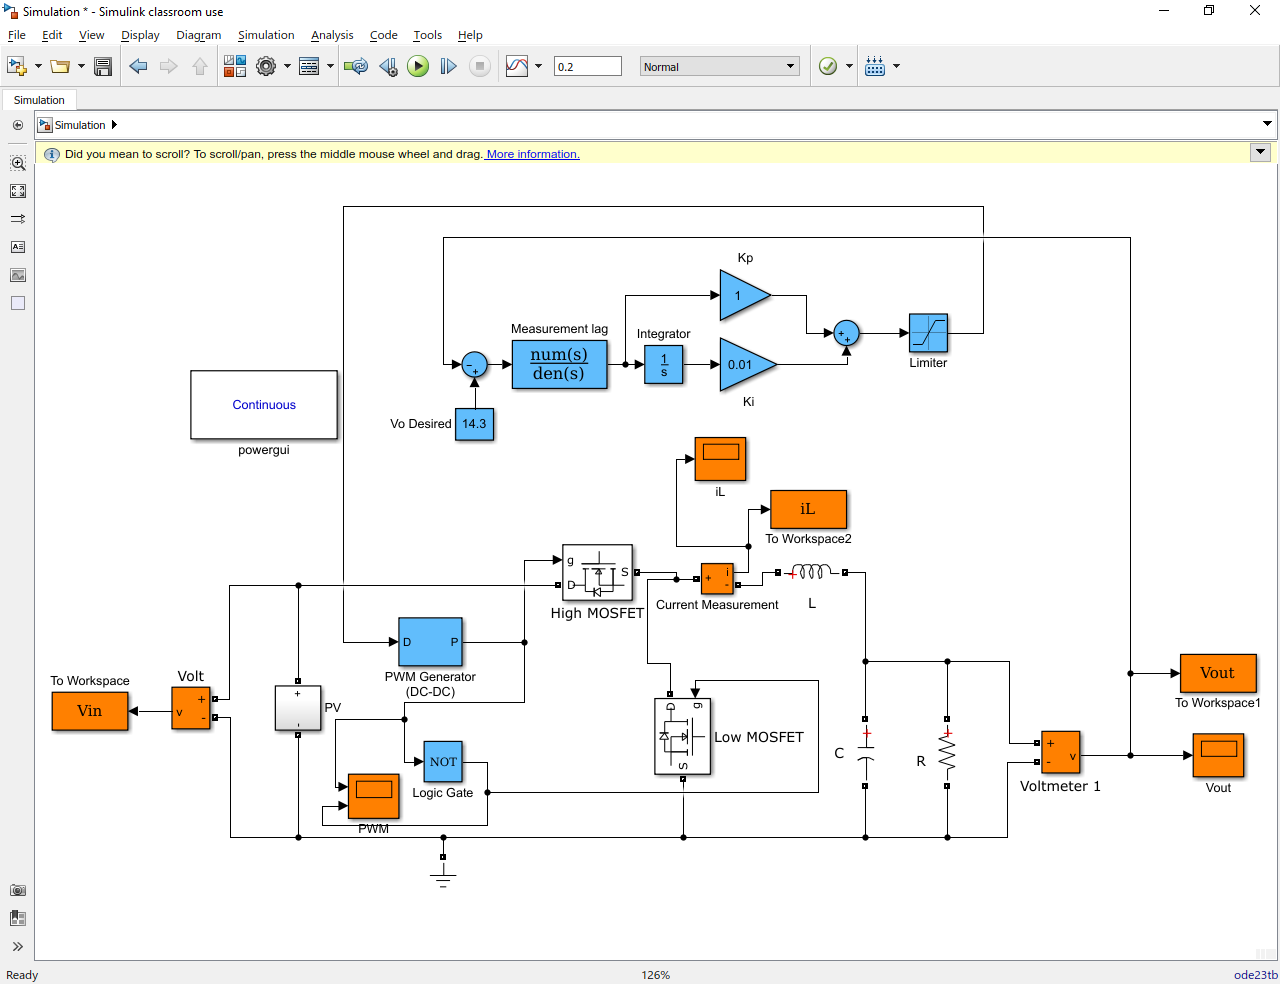 Simulation * - Simulink classroom use
File Edit View Display Diagram Simulation Analysis Code Tools Help
0.2 Normal
Simulation
Simulation
Did you mean to scroll? To scroll/pan, press the middle mouse wheel and drag. More information.
Kp
1
Measurement lag
Integrator
num(s)
den(s)
1
s
0.01
Limiter
Ki
Vo Desired 14.3
Continuous
powergui
iL
iL
To Workspace2
g
D
S
High MOSFET
i
Current Measurement
L
D P
PWM Generator
(DC-DC)
To Workspace
Vin
Volt
v
PV
D g
S
Low MOSFET
NOT
Logic Gate
PWM
C
R
v
Voltmeter 1
Vout
To Workspace1
Vout
Ready 126% ode23tb